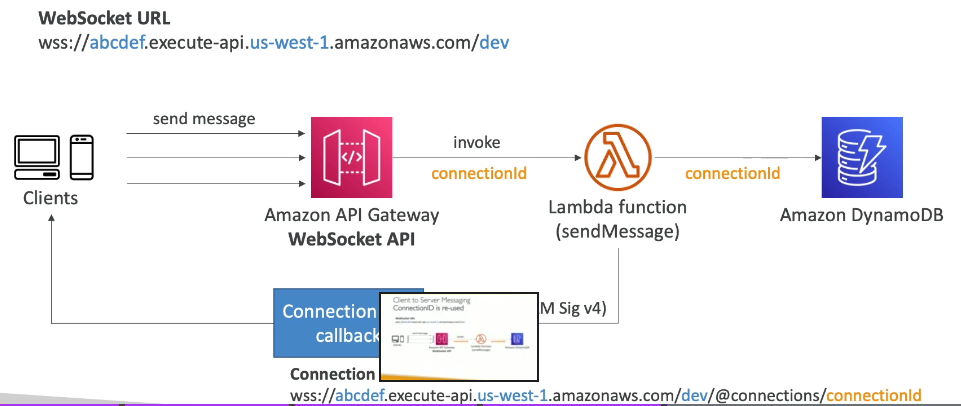 WebSocket URL
wss://abcdef.execute-api.us-west-1.amazonaws.com/dev
send message
invoke
connectionId
connectionId
Clients
Amazon API Gateway
WebSocket API
Lambda function
(sendMessage)
Amazon DynamoDB
Connection
callback
Client to Server Messaging
ConnectionID is re-used
M Sig v4)
Connection
wss://abcdef.execute-api.us-west-1.amazonaws.com/dev/@connections/connectionId